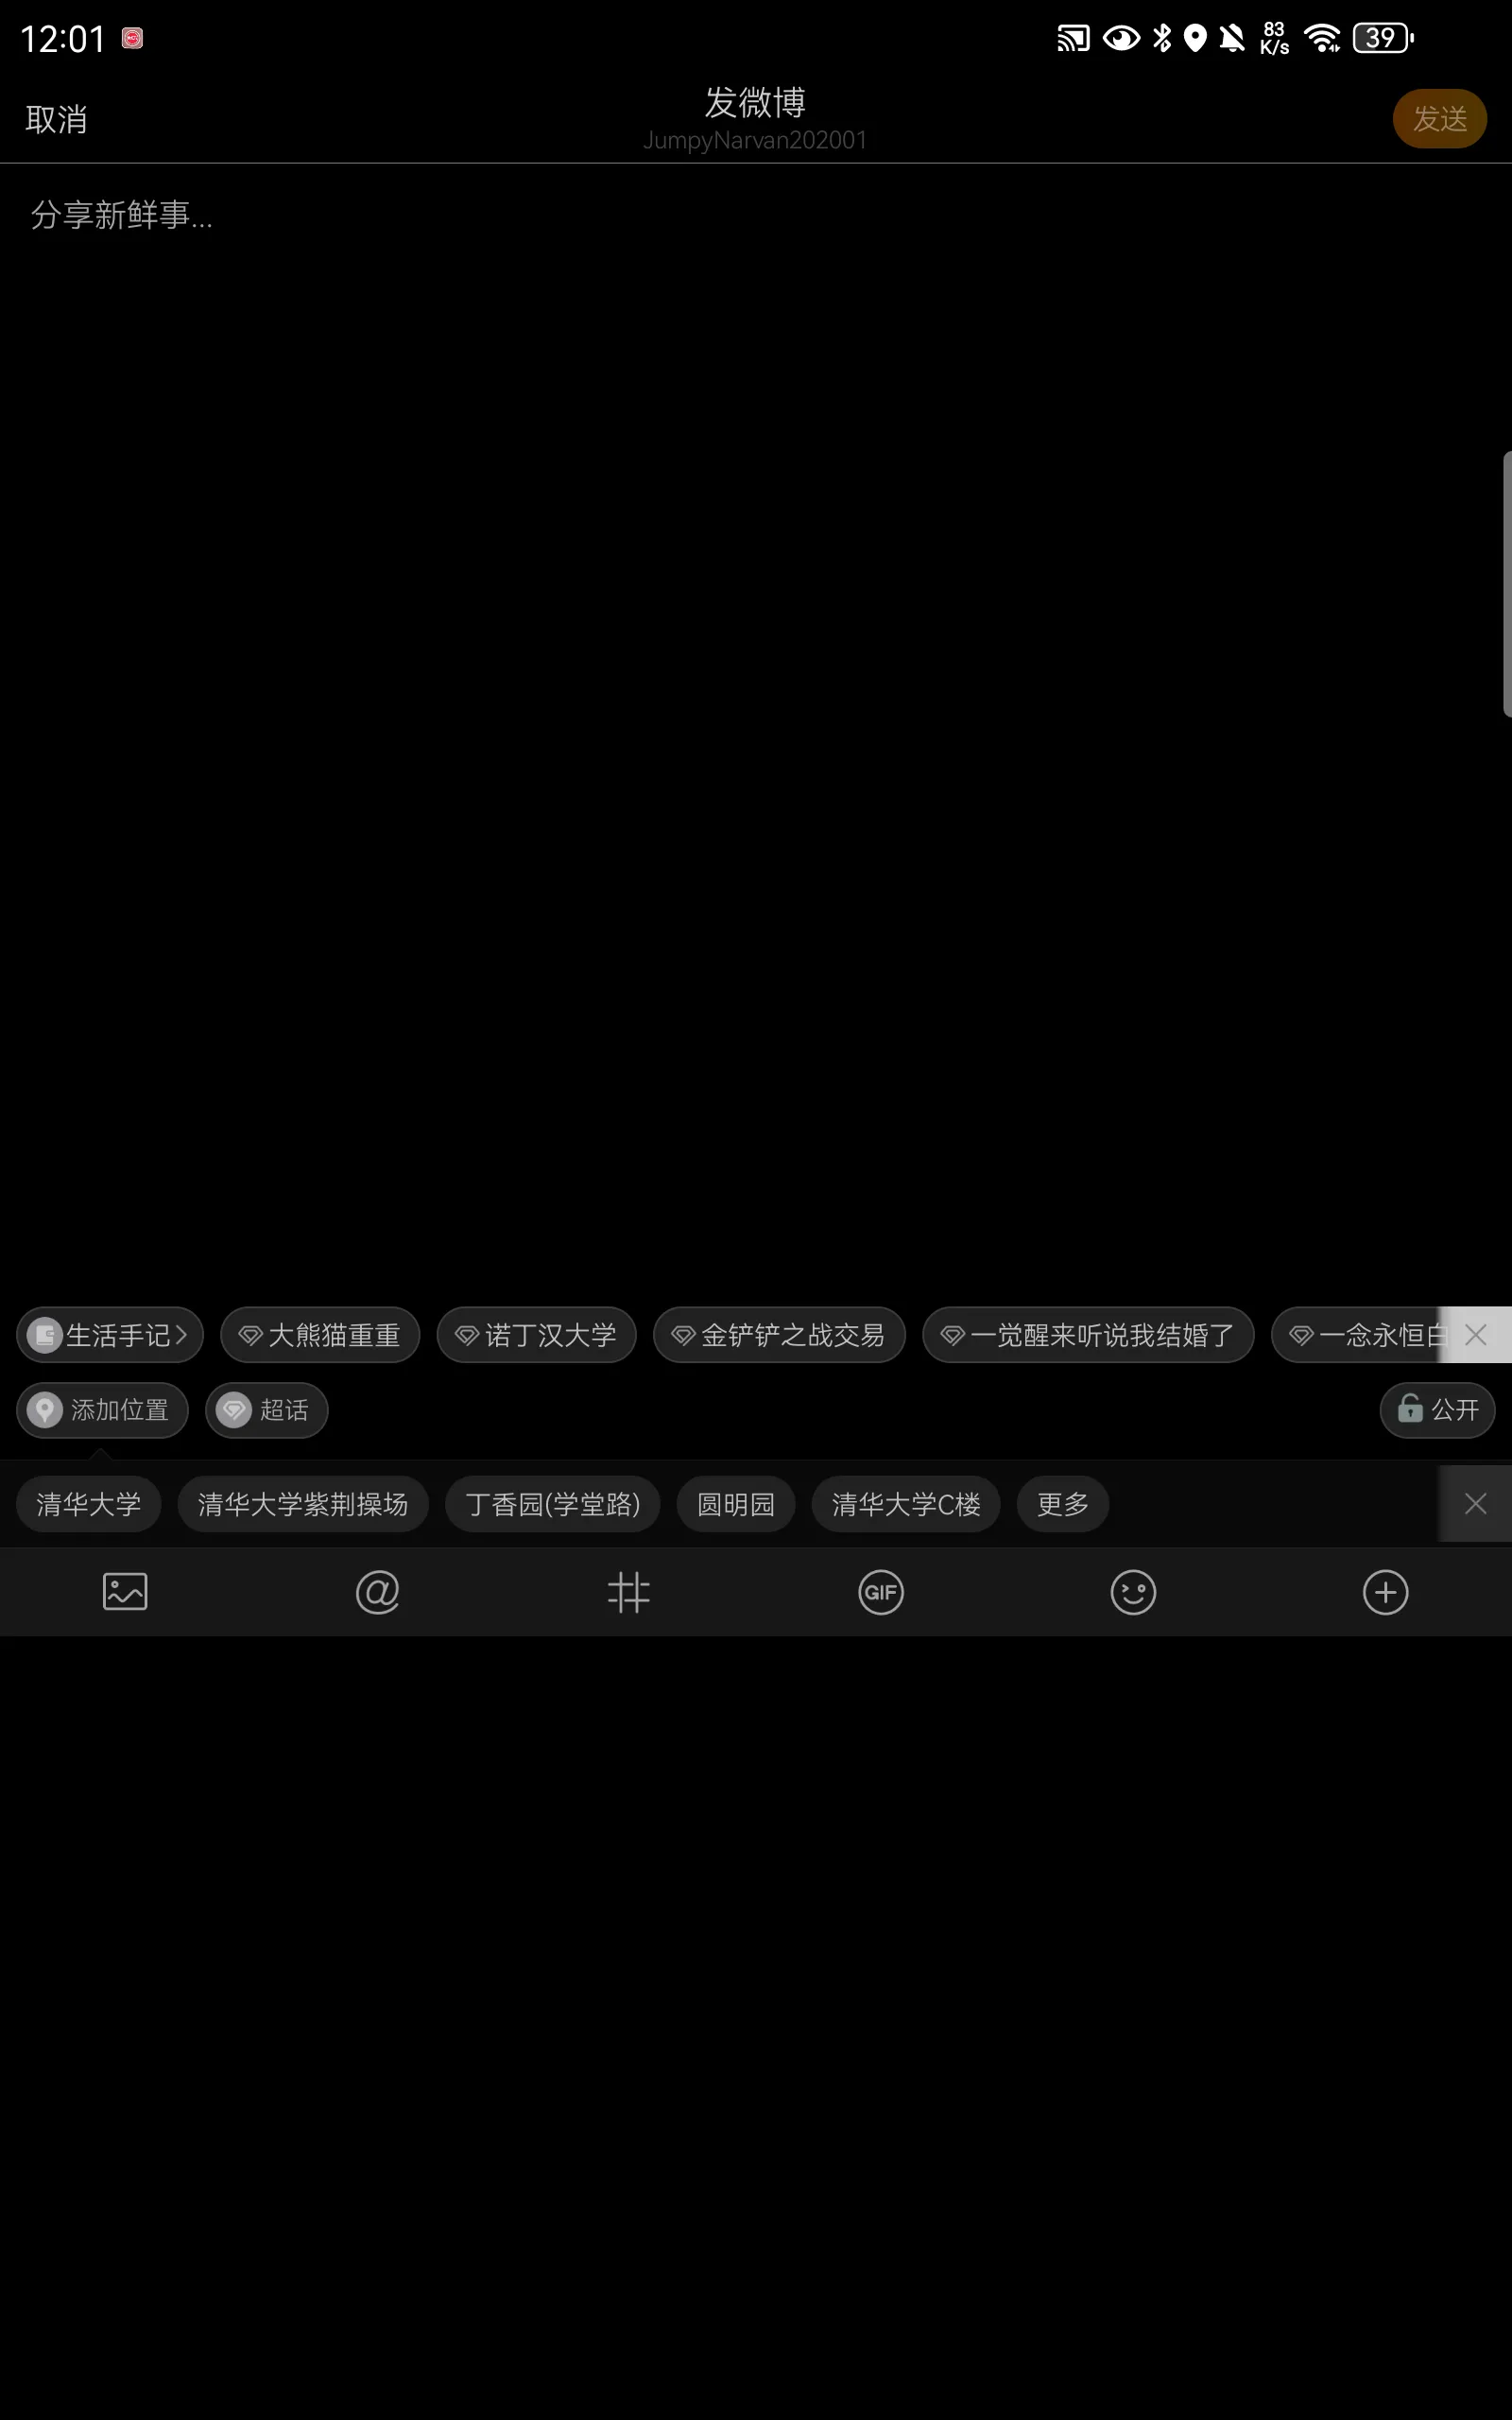 12:01
83
K/s
39
取消
发微博
JumpyNarvan202001
发送
分享新鲜事...
生活手记
大熊猫重重
诺丁汉大学
金铲铲之战交易
一觉醒来听说我结婚了
一念永恒白
添加位置
超话
公开
清华大学
清华大学紫荆操场
丁香园(学堂路)
圆明园
清华大学C楼
更多
@
GIF